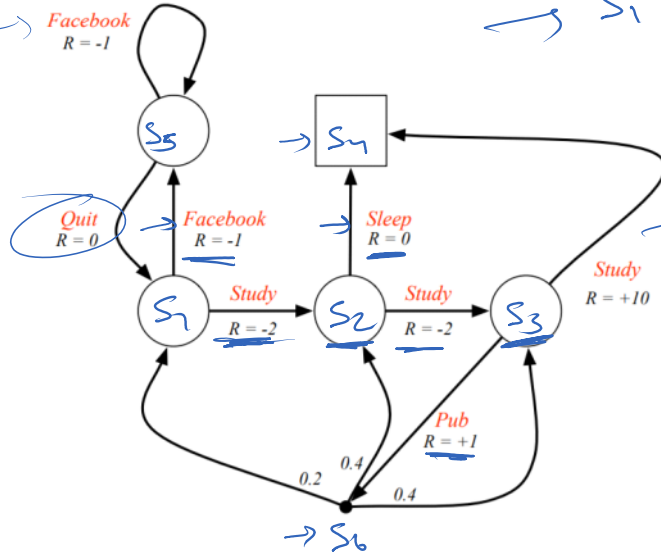 Facebook
R = -1
S1
S5
S4
Quit
R = 0
Facebook
R = -1
Sleep
R = 0
Study
R = +10
S1
Study
R = -2
S2
Study
R = -2
S3
Pub
R = +1
0.2
0.4
0.4
S6